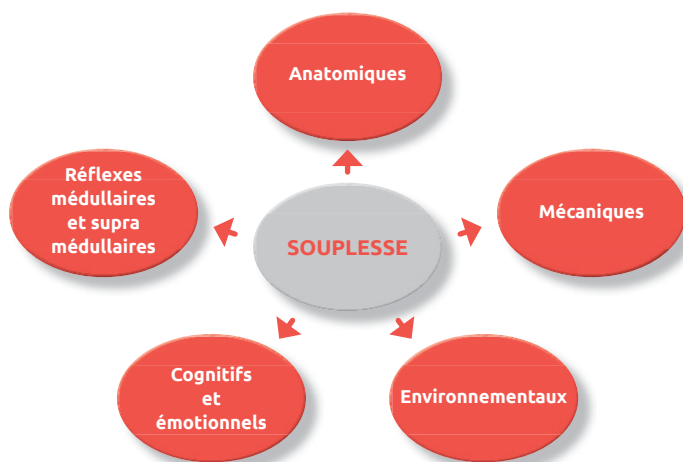 Anatomiques
Réflexes
médullaires
et supra
médullaires
Mécaniques
SOUPLESSE
Cognitifs
et
émotionnels
Environnementaux